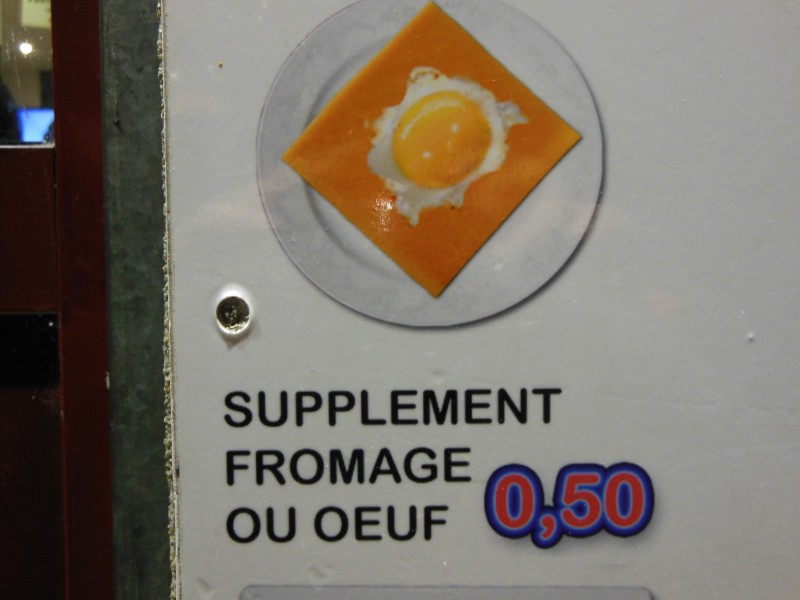 SUPPLEMENT
FROMAGE
OU OEUF 0,50